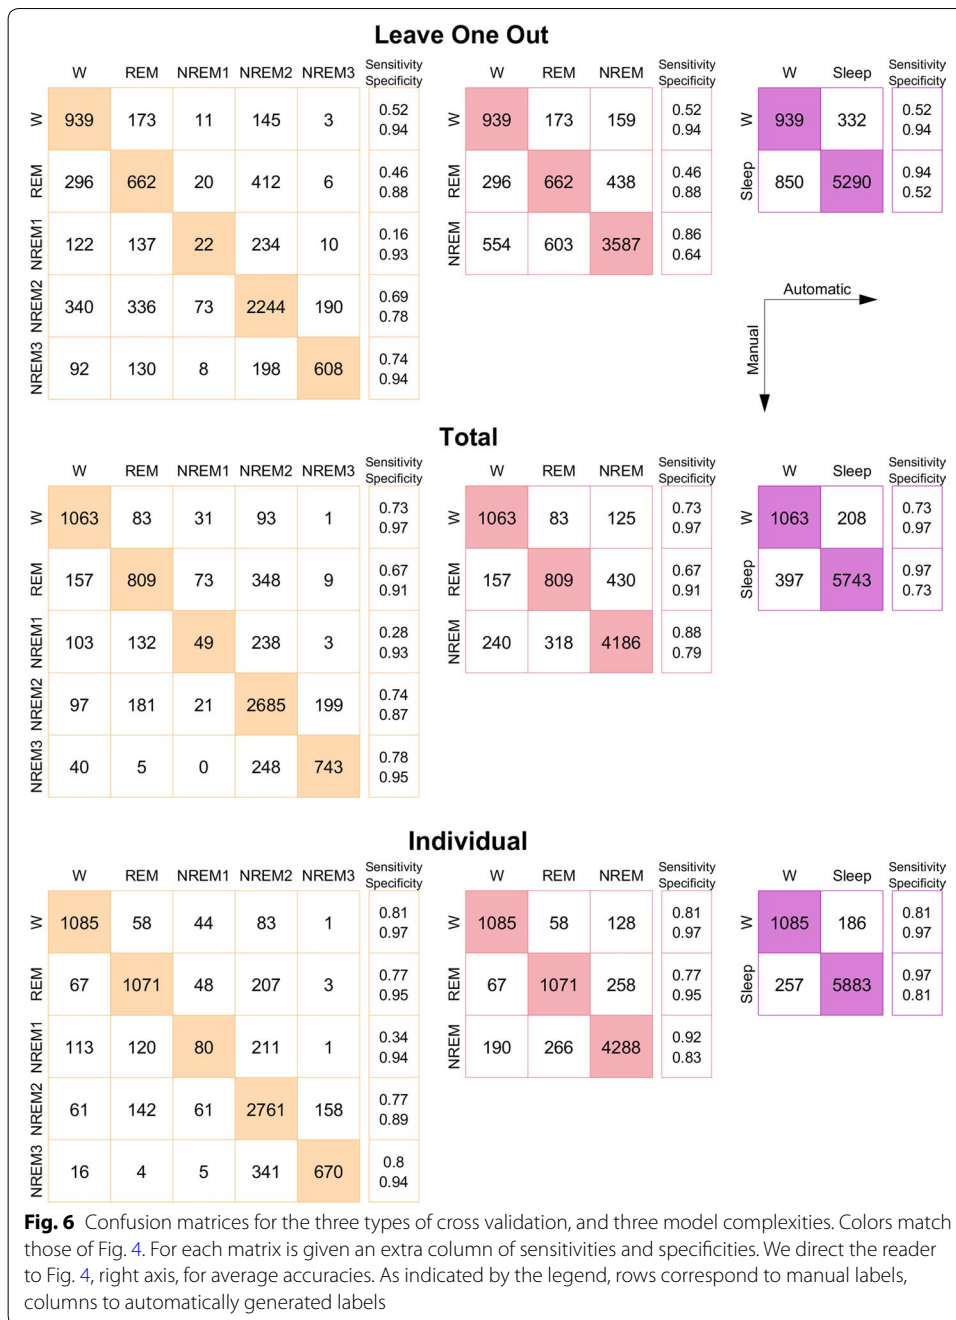 Leave One Out
W REM NREM1 NREM2 NREM3 Sensitivity Specificity
W 939 173 11 145 3 0.52 0.94
REM 296 662 20 412 6 0.46 0.88
NREM1 122 137 22 234 10 0.16 0.93
NREM2 340 336 73 2244 190 0.69 0.78
NREM3 92 130 8 198 608 0.74 0.94
W REM NREM Sensitivity Specificity
W 939 173 159 0.52 0.94
REM 296 662 438 0.46 0.88
NREM 554 603 3587 0.86 0.64
W Sleep Sensitivity Specificity
W 939 332 0.52 0.94
Sleep 850 5290 0.94 0.52
Automatic
Manual
Total
W REM NREM1 NREM2 NREM3 Sensitivity Specificity
W 1063 83 31 93 1 0.73 0.97
REM 157 809 73 348 9 0.67 0.91
NREM1 103 132 49 238 3 0.28 0.93
NREM2 97 181 21 2685 199 0.74 0.87
NREM3 40 5 0 248 743 0.78 0.95
W REM NREM Sensitivity Specificity
W 1063 83 125 0.73 0.97
REM 157 809 430 0.67 0.91
NREM 240 318 4186 0.88 0.79
W Sleep Sensitivity Specificity
W 1063 208 0.73 0.97
Sleep 397 5743 0.97 0.73
Individual
W REM NREM1 NREM2 NREM3 Sensitivity Specificity
W 1085 58 44 83 1 0.81 0.97
REM 67 1071 48 207 3 0.77 0.95
NREM1 113 120 80 211 1 0.34 0.94
NREM2 61 142 61 2761 158 0.77 0.89
NREM3 16 4 5 341 670 0.8 0.94
W REM NREM Sensitivity Specificity
W 1085 58 128 0.81 0.97
REM 67 1071 258 0.77 0.95
NREM 190 266 4288 0.92 0.83
W Sleep Sensitivity Specificity
W 1085 186 0.81 0.97
Sleep 257 5883 0.97 0.81
Fig. 6 Confusion matrices for the three types of cross validation, and three model complexities. Colors match
those of Fig. 4. For each matrix is given an extra column of sensitivities and specificities. We direct the reader
to Fig. 4, right axis, for average accuracies. As indicated by the legend, rows correspond to manual labels,
columns to automatically generated labels